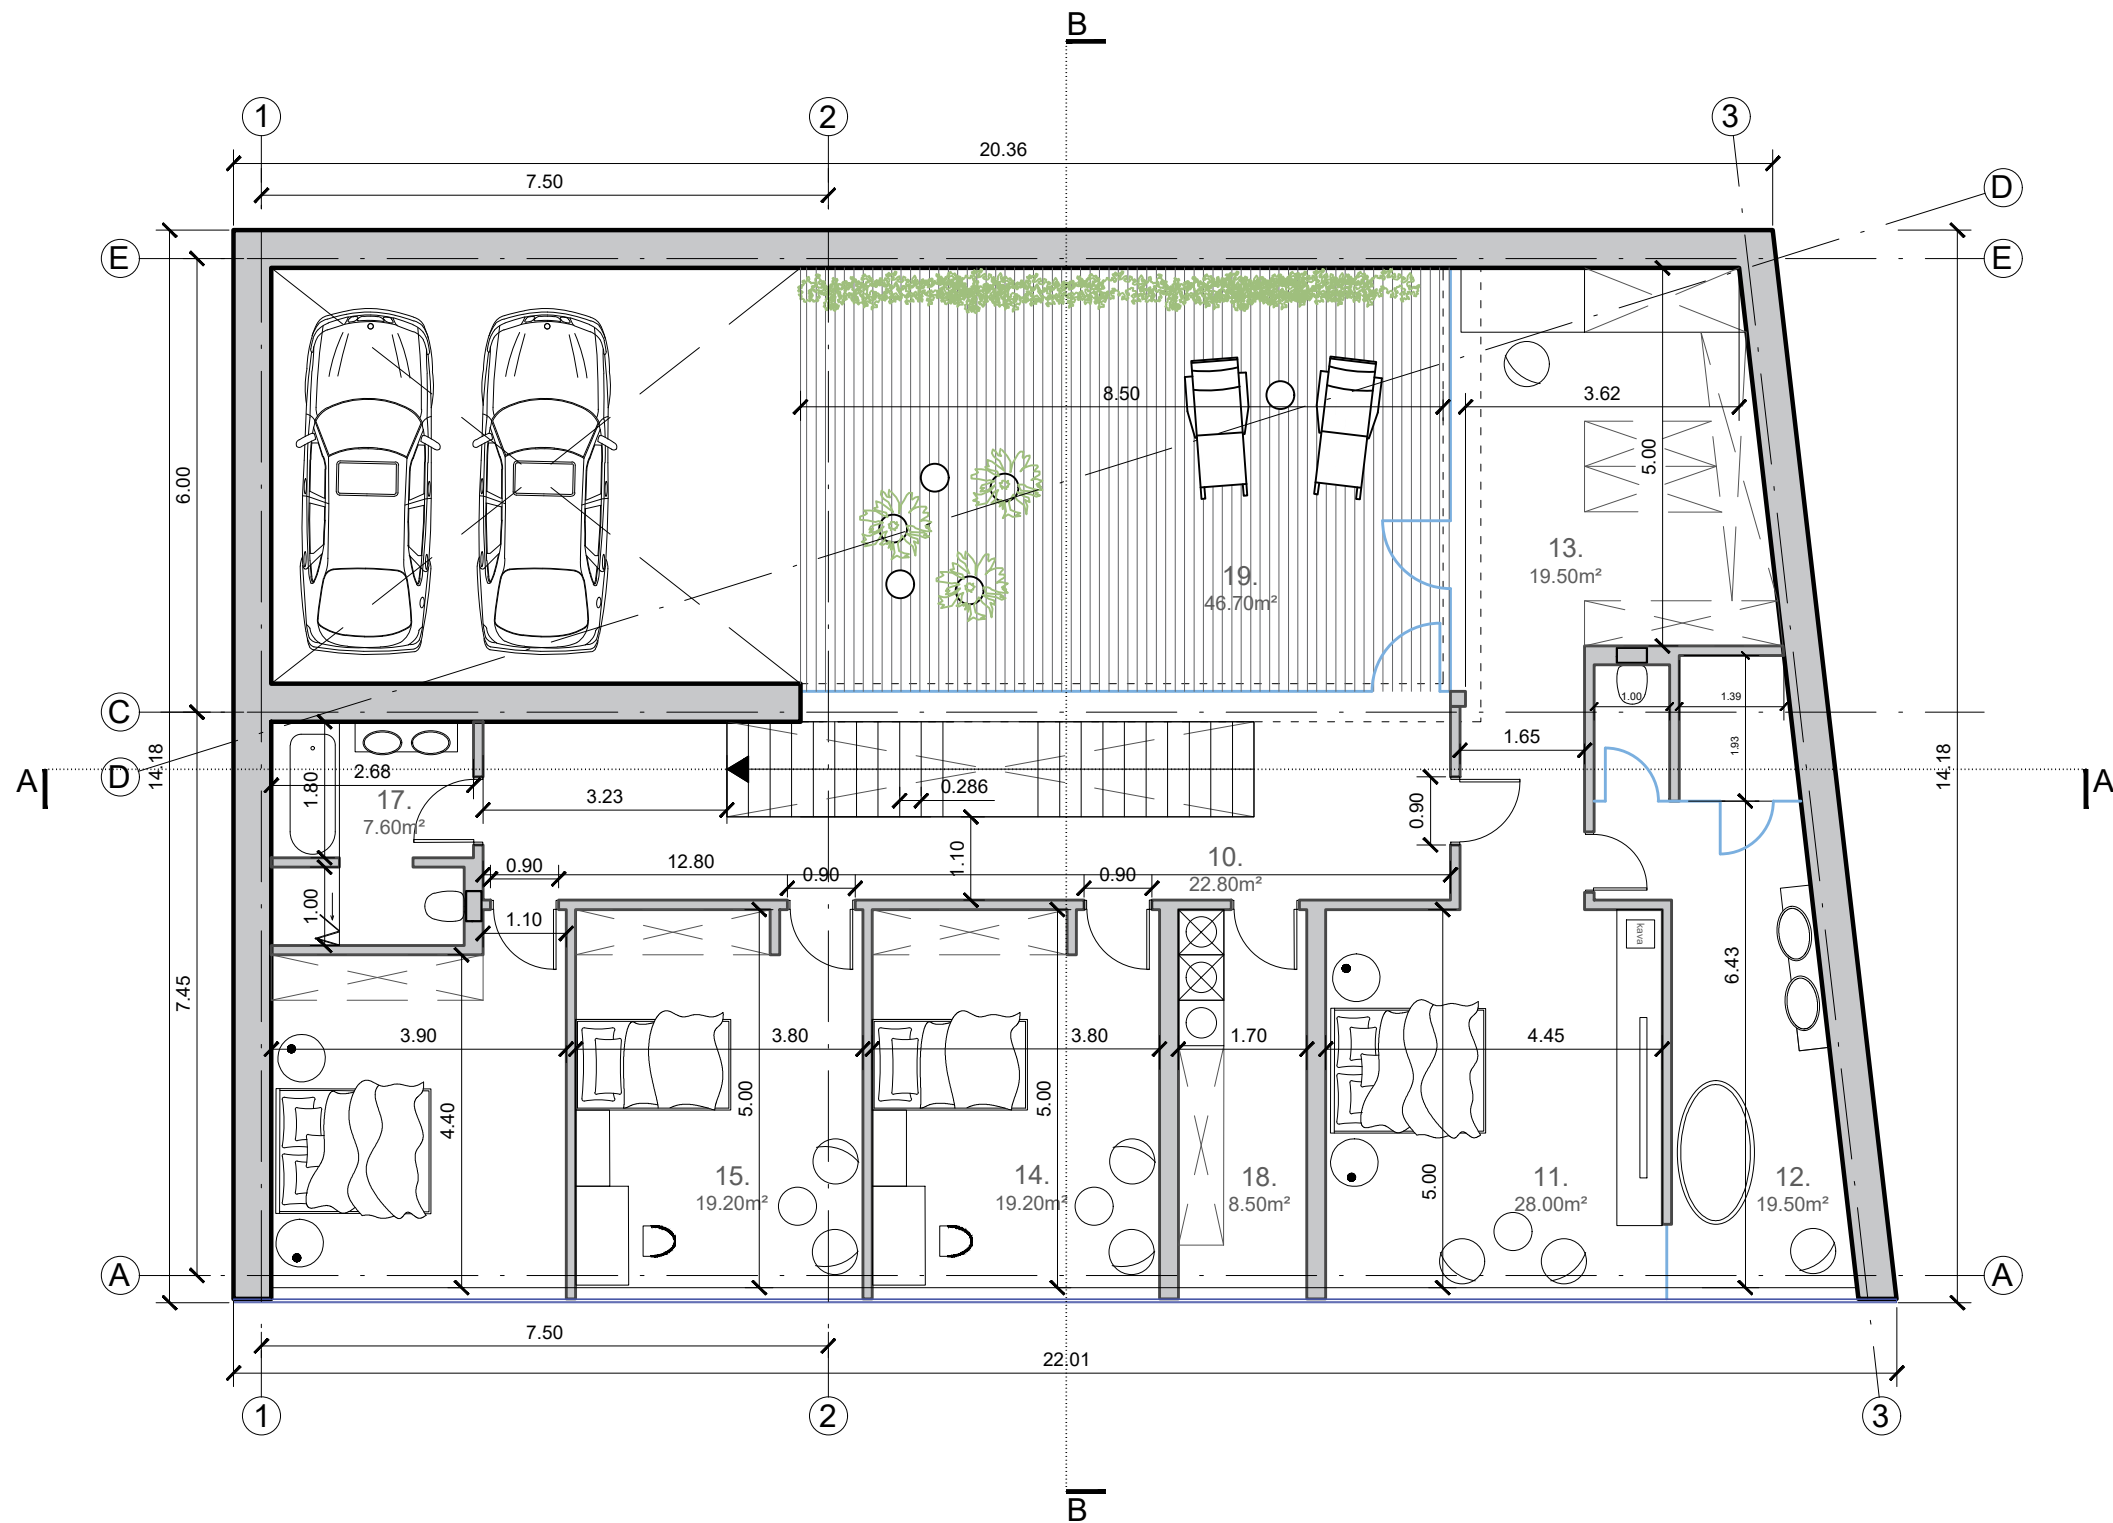 B
1
2
3
20.36
7.50
D
E
E
8.50
3.62
5.00
6.00
13.
19.50m²
19.
46.70m²
C
1.00
1.39
1.65
1.93
14.18
14.18
A
D
2.68
1.80
17.
7.60m²
3.23
0.286
0.90
A
0.90
12.80
0.90
1.10
0.90
10.
22.80m²
1.00
1.10
kava
6.43
7.45
3.90
3.80
3.80
1.70
4.45
4.40
5.00
5.00
5.00
15.
19.20m²
14.
19.20m²
18.
8.50m²
11.
28.00m²
12.
19.50m²
A
A
7.50
22.01
1
2
3
B